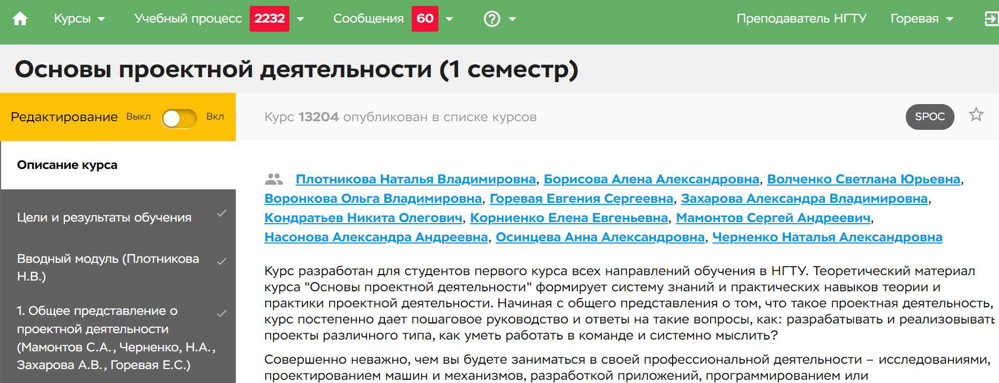 Курсы Учебный процесс 2232 Сообщения 60 ? Преподаватель НГТУ Горевая
Основы проектной деятельности (1 семестр)
Редактирование Выкл Вкл
Курс 13204 опубликован в списке курсов
SPOC
Описание курса
Цели и результаты обучения
Вводный модуль (Плотникова
Н.В.)
1. Общее представление о
проектной деятельности
(Мамонтов С.А., Черненко, Н.А.,
Захарова А.В., Горевая Е.С.)
Плотникова Наталья Владимировна, Борисова Алена Александровна, Волченко Светлана Юрьевна,
Воронкова Ольга Владимировна, Горевая Евгения Сергеевна, Захарова Александра Владимировна,
Кондратьев Никита Олегович, Корниенко Елена Евгеньевна, Мамонтов Сергей Андреевич,
Насонова Александра Андреевна, Осинцева Анна Александровна, Черненко Наталья Александровна
Курс разработан для студентов первого курса всех направлений обучения в НГТУ. Теоретический материал
курса "Основы проектной деятельности" формирует систему знаний и практических навыков теории и
практики проектной деятельности. Начиная с общего представления о том, что такое проектная деятельность,
курс постепенно дает пошаговое руководство и ответы на такие вопросы, как: разрабатывать и реализовывать
проекты различного типа, как уметь работать в команде и системно мыслить?
Совершенно неважно, чем вы будете заниматься в своей профессиональной деятельности – исследованиями,
проектированием машин и механизмов, разработкой приложений, программированием или